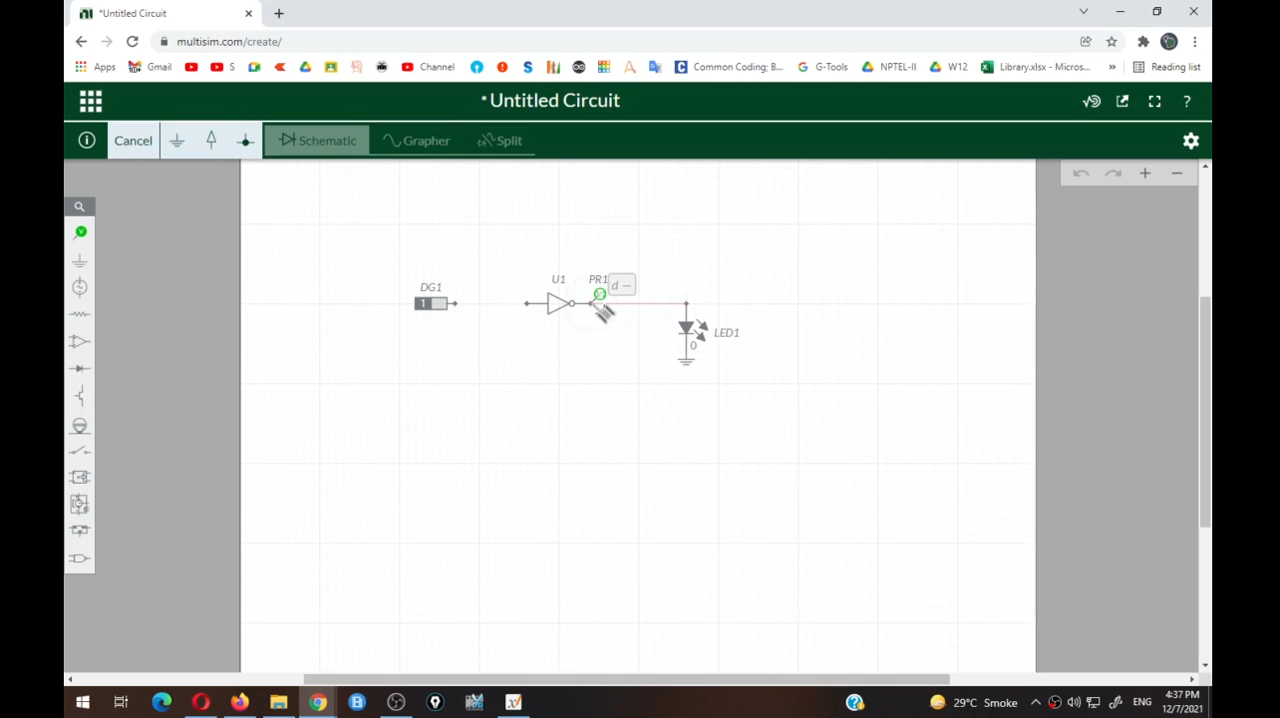 *Untitled Circuit
multisim.com/create/
Apps
Gmail
S
Channel
Common Coding; B...
G-Tools
NPTEL-II
W12
Library.xlsx - Micros...
»
Reading list
*Untitled Circuit
?
Cancel
Schematic
Grapher
Split
U1
PR1
d --
DG1
1
LED1
0
29°C Smoke
ENG
4:37 PM
12/7/2021